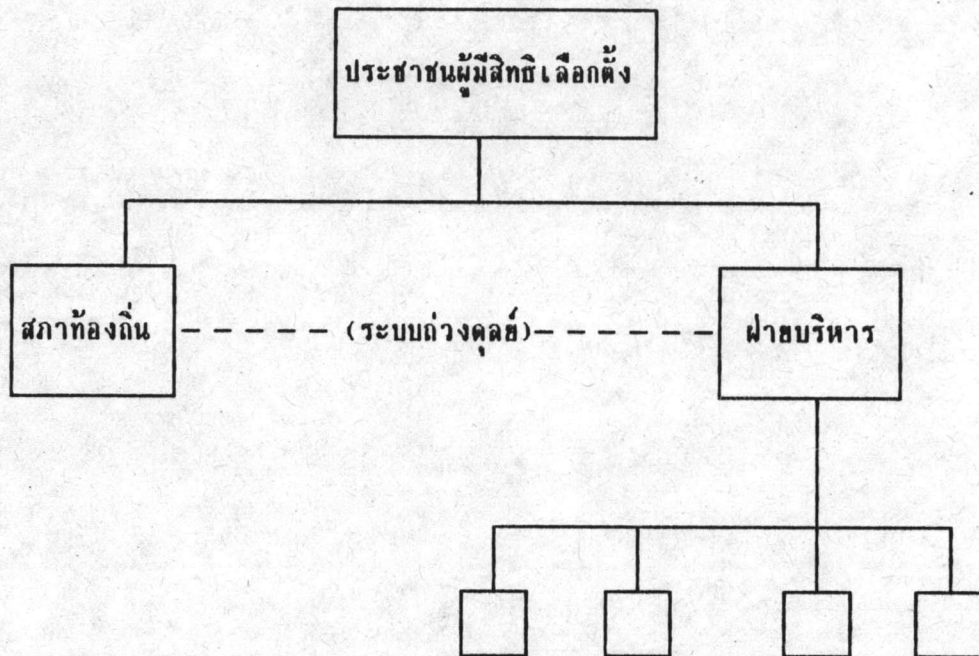 ประชาชนผู้มีสิทธิเลือกตั้ง
สภาท้องถิ่น - - - - - - (ระบบถ่วงดุลย์) - - - - - - ฝ่ายบริหาร